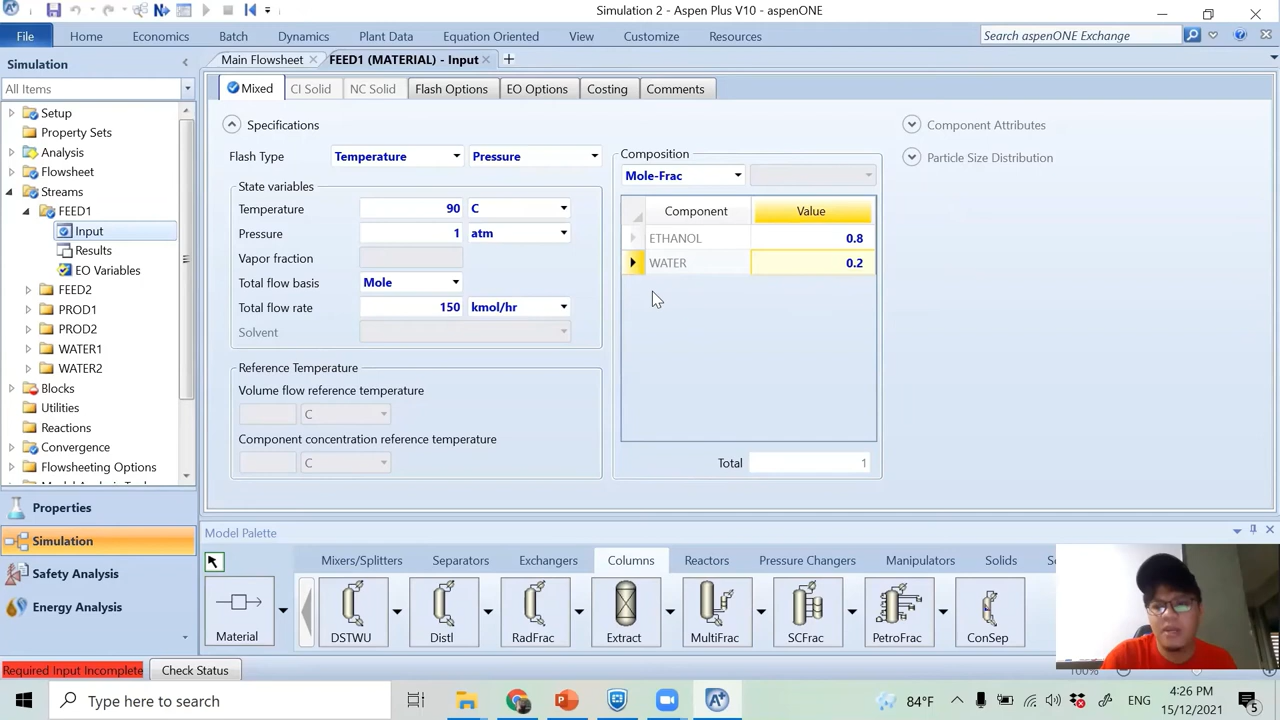 Simulation 2 - Aspen Plus V10 - aspenONE
File Home Economics Batch Dynamics Plant Data Equation Oriented View Customize Resources Search aspenONE Exchange
Simulation
Main Flowsheet FEED1 (MATERIAL) - Input
All Items
Mixed CI Solid NC Solid Flash Options EO Options Costing Comments
Setup
Property Sets
Analysis
Flowsheet
Streams
FEED1
Input
Results
EO Variables
FEED2
PROD1
PROD2
WATER1
WATER2
Blocks
Utilities
Reactions
Convergence
Flowsheeting Options
Specifications
Flash Type Temperature Pressure
State variables
Temperature 90 C
Pressure 1 atm
Vapor fraction
Total flow basis Mole
Total flow rate 150 kmol/hr
Solvent
Reference Temperature
Volume flow reference temperature
C
Component concentration reference temperature
C
Composition
Mole-Frac
Component Value
ETHANOL 0.8
WATER 0.2
Total 1
Component Attributes
Particle Size Distribution
Properties
Simulation
Safety Analysis
Energy Analysis
Model Palette
Mixers/Splitters Separators Exchangers Columns Reactors Pressure Changers Manipulators Solids
Material DSTWU Distl RadFrac Extract MultiFrac SCFrac PetroFrac ConSep
Required Input Incomplete Check Status 100%
Type here to search
84°F
ENG
4:26 PM
15/12/2021
5